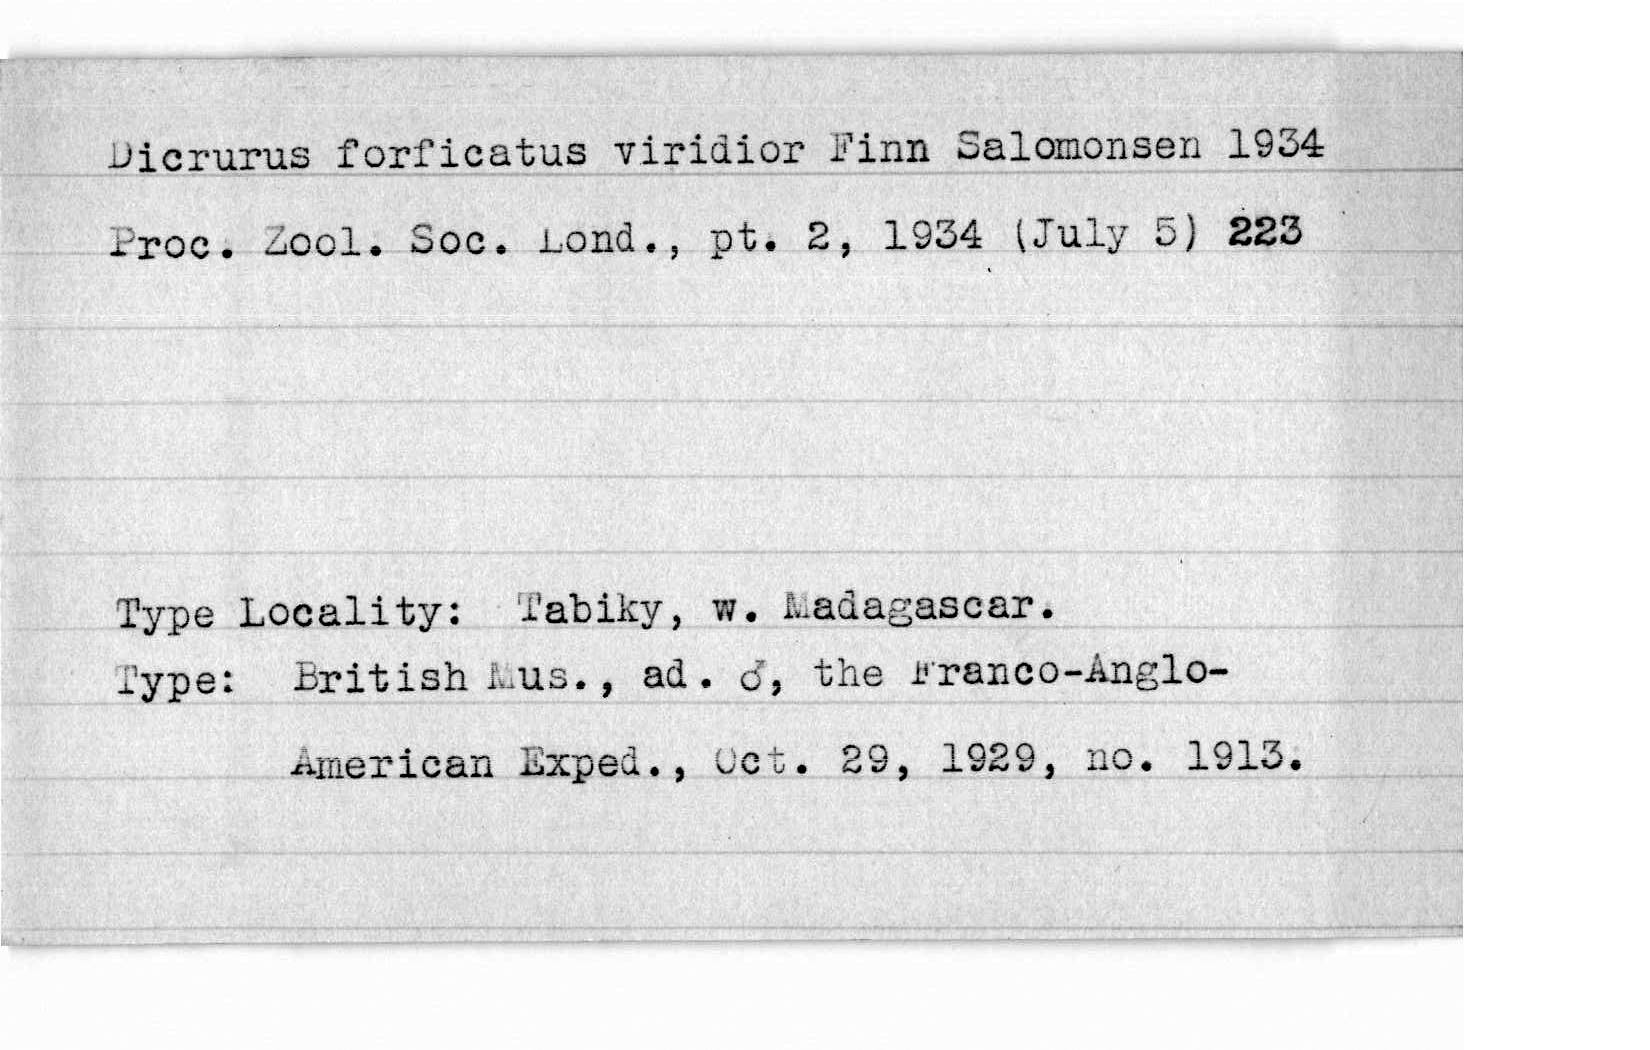 Dicrurus forficatus viridior Finn Salomonsen 1934
Proc. Zool. Soc. Lond., pt. 2, 1934 (July 5) 223
Type Locality: Tabiky, w. Madagascar.
Type: British Mus., ad. ♂, the Franco-Anglo-
American Exped., Oct. 29, 1929, no. 1913.